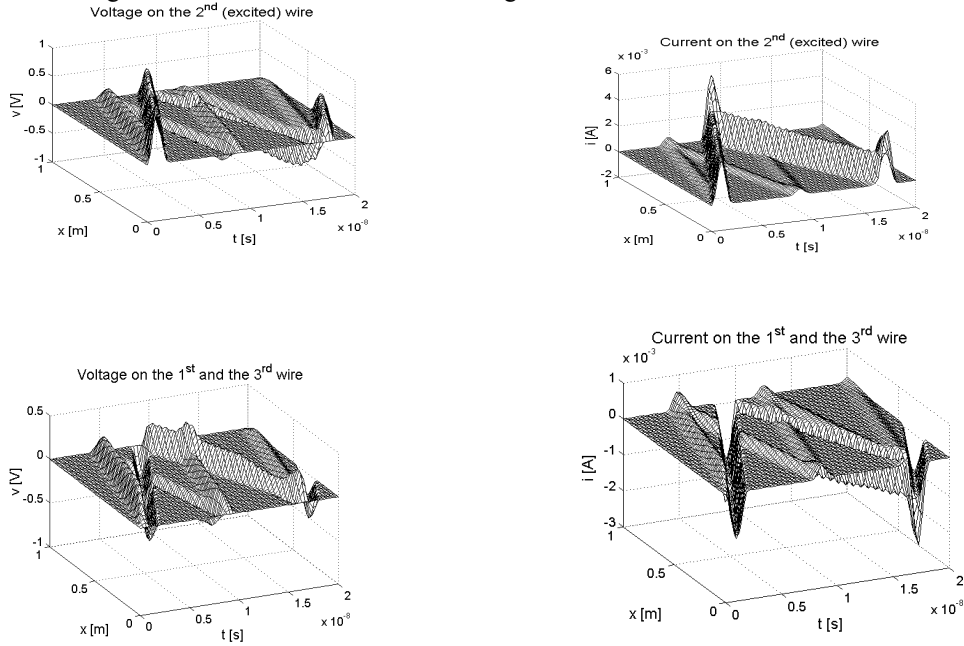 Voltage on the 2nd (excited) wire
1
0.5
0
-0.5
-1
v [V]
1
0.5
0
x [m]
0
0.5
1
1.5
2
x 10-8
t [s]
Current on the 2nd (excited) wire
x 10-3
6
4
2
0
-2
i [A]
1
0.5
0
x [m]
0
0.5
1
1.5
2
x 10-8
t [s]
Voltage on the 1st and the 3rd wire
0.5
0
-0.5
-1
v [V]
1
0.5
0
x [m]
0
0.5
1
1.5
2
x 10-8
t [s]
Current on the 1st and the 3rd wire
x 10-3
1
0
-1
-2
-3
i [A]
1
0.5
0
x [m]
0
0.5
1
1.5
2
x 10-8
t [s]